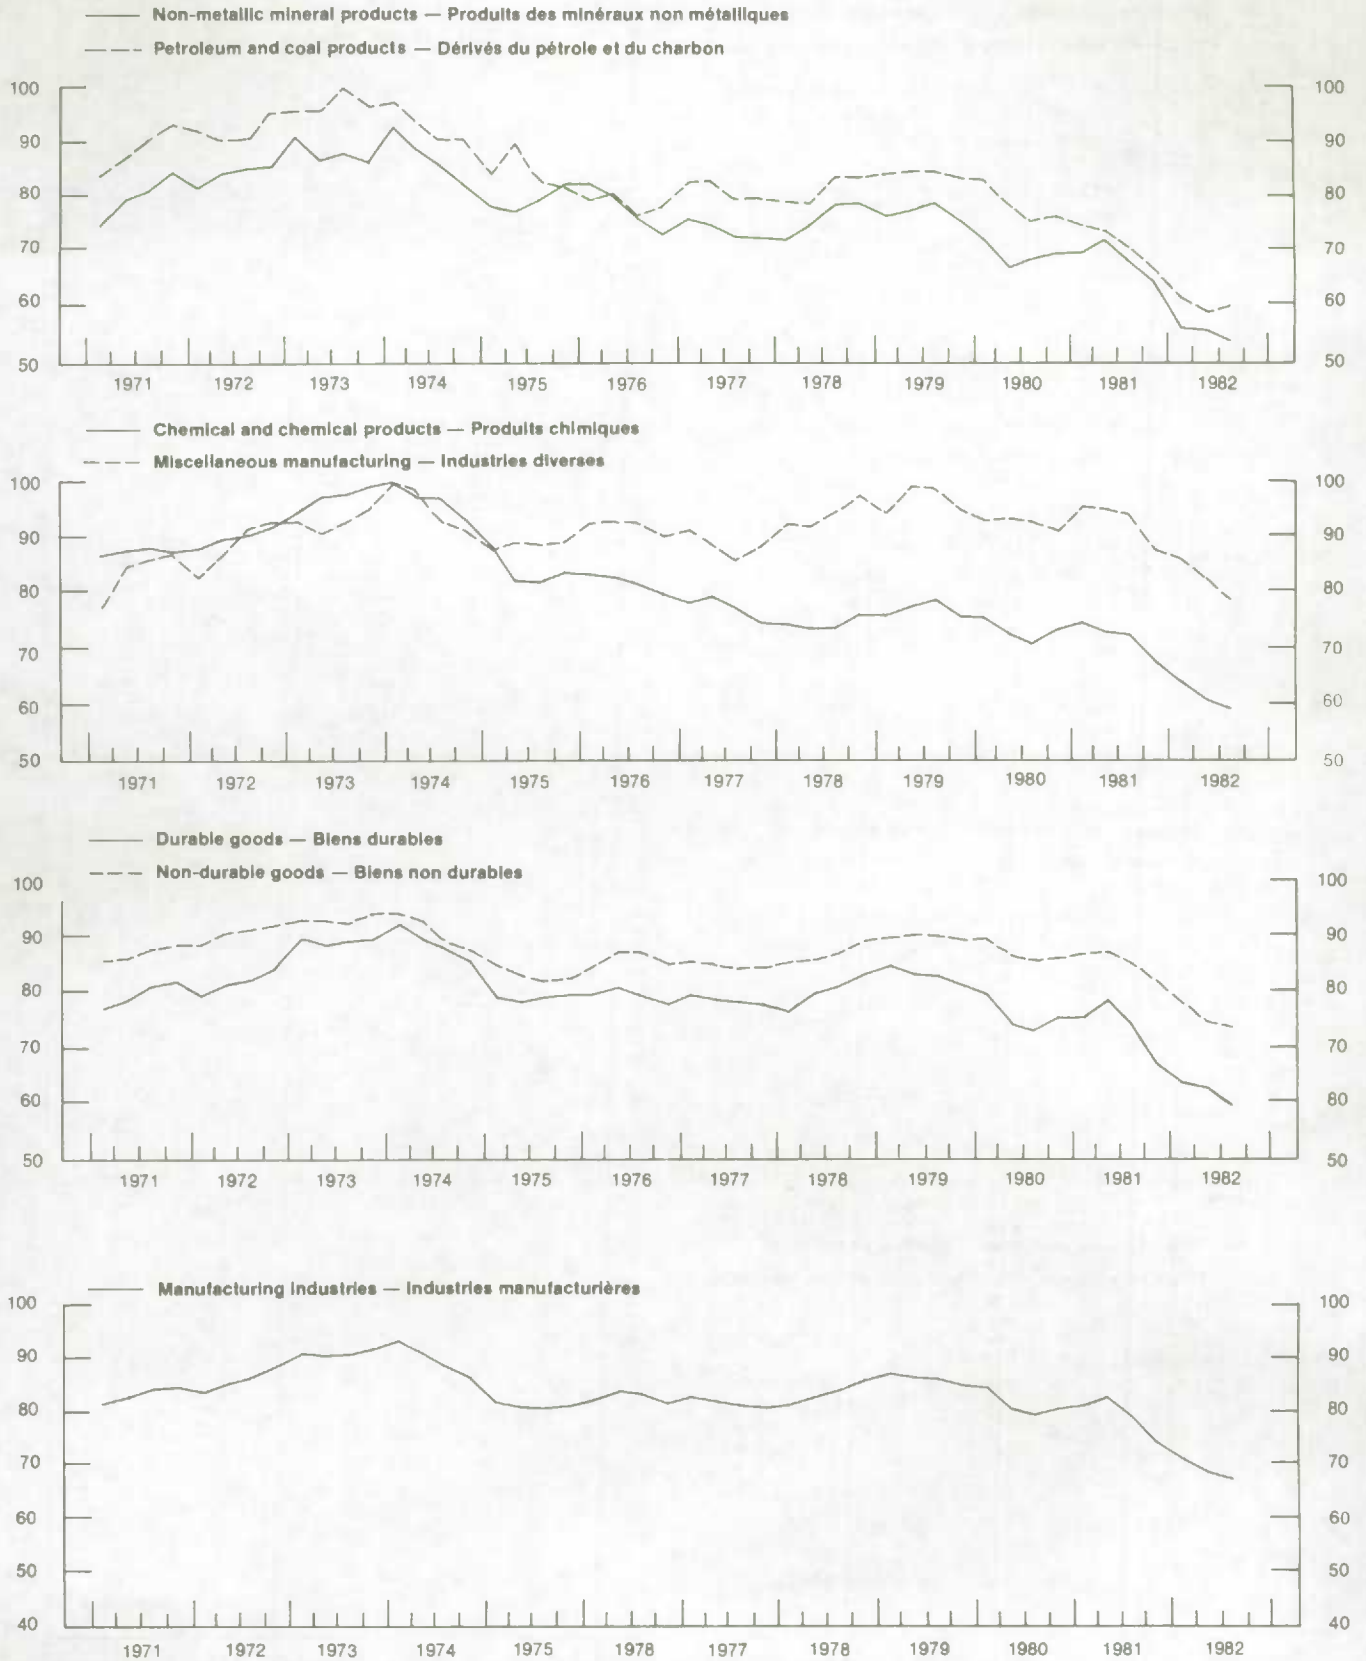 Non-metallic mineral products — Produits des minéraux non métalliques
Petroleum and coal products — Dérivés du pétrole et du charbon
100 100
90 90
80 80
70 70
60 60
50 50
1971 1972 1973 1974 1975 1976 1977 1978 1979 1980 1981 1982
Chemical and chemical products — Produits chimiques
Miscellaneous manufacturing — Industries diverses
100 100
90 90
80 80
70 70
60 60
50 50
1971 1972 1973 1974 1975 1976 1977 1978 1979 1980 1981 1982
Durable goods — Biens durables
Non-durable goods — Biens non durables
100 100
90 90
80 80
70 70
60 80
50 50
1971 1972 1973 1974 1975 1976 1977 1978 1979 1980 1981 1982
Manufacturing industries — Industries manufacturières
100 100
90 90
80 80
70 70
60 60
50 50
40 40
1971 1972 1973 1974 1975 1976 1977 1978 1979 1980 1981 1982